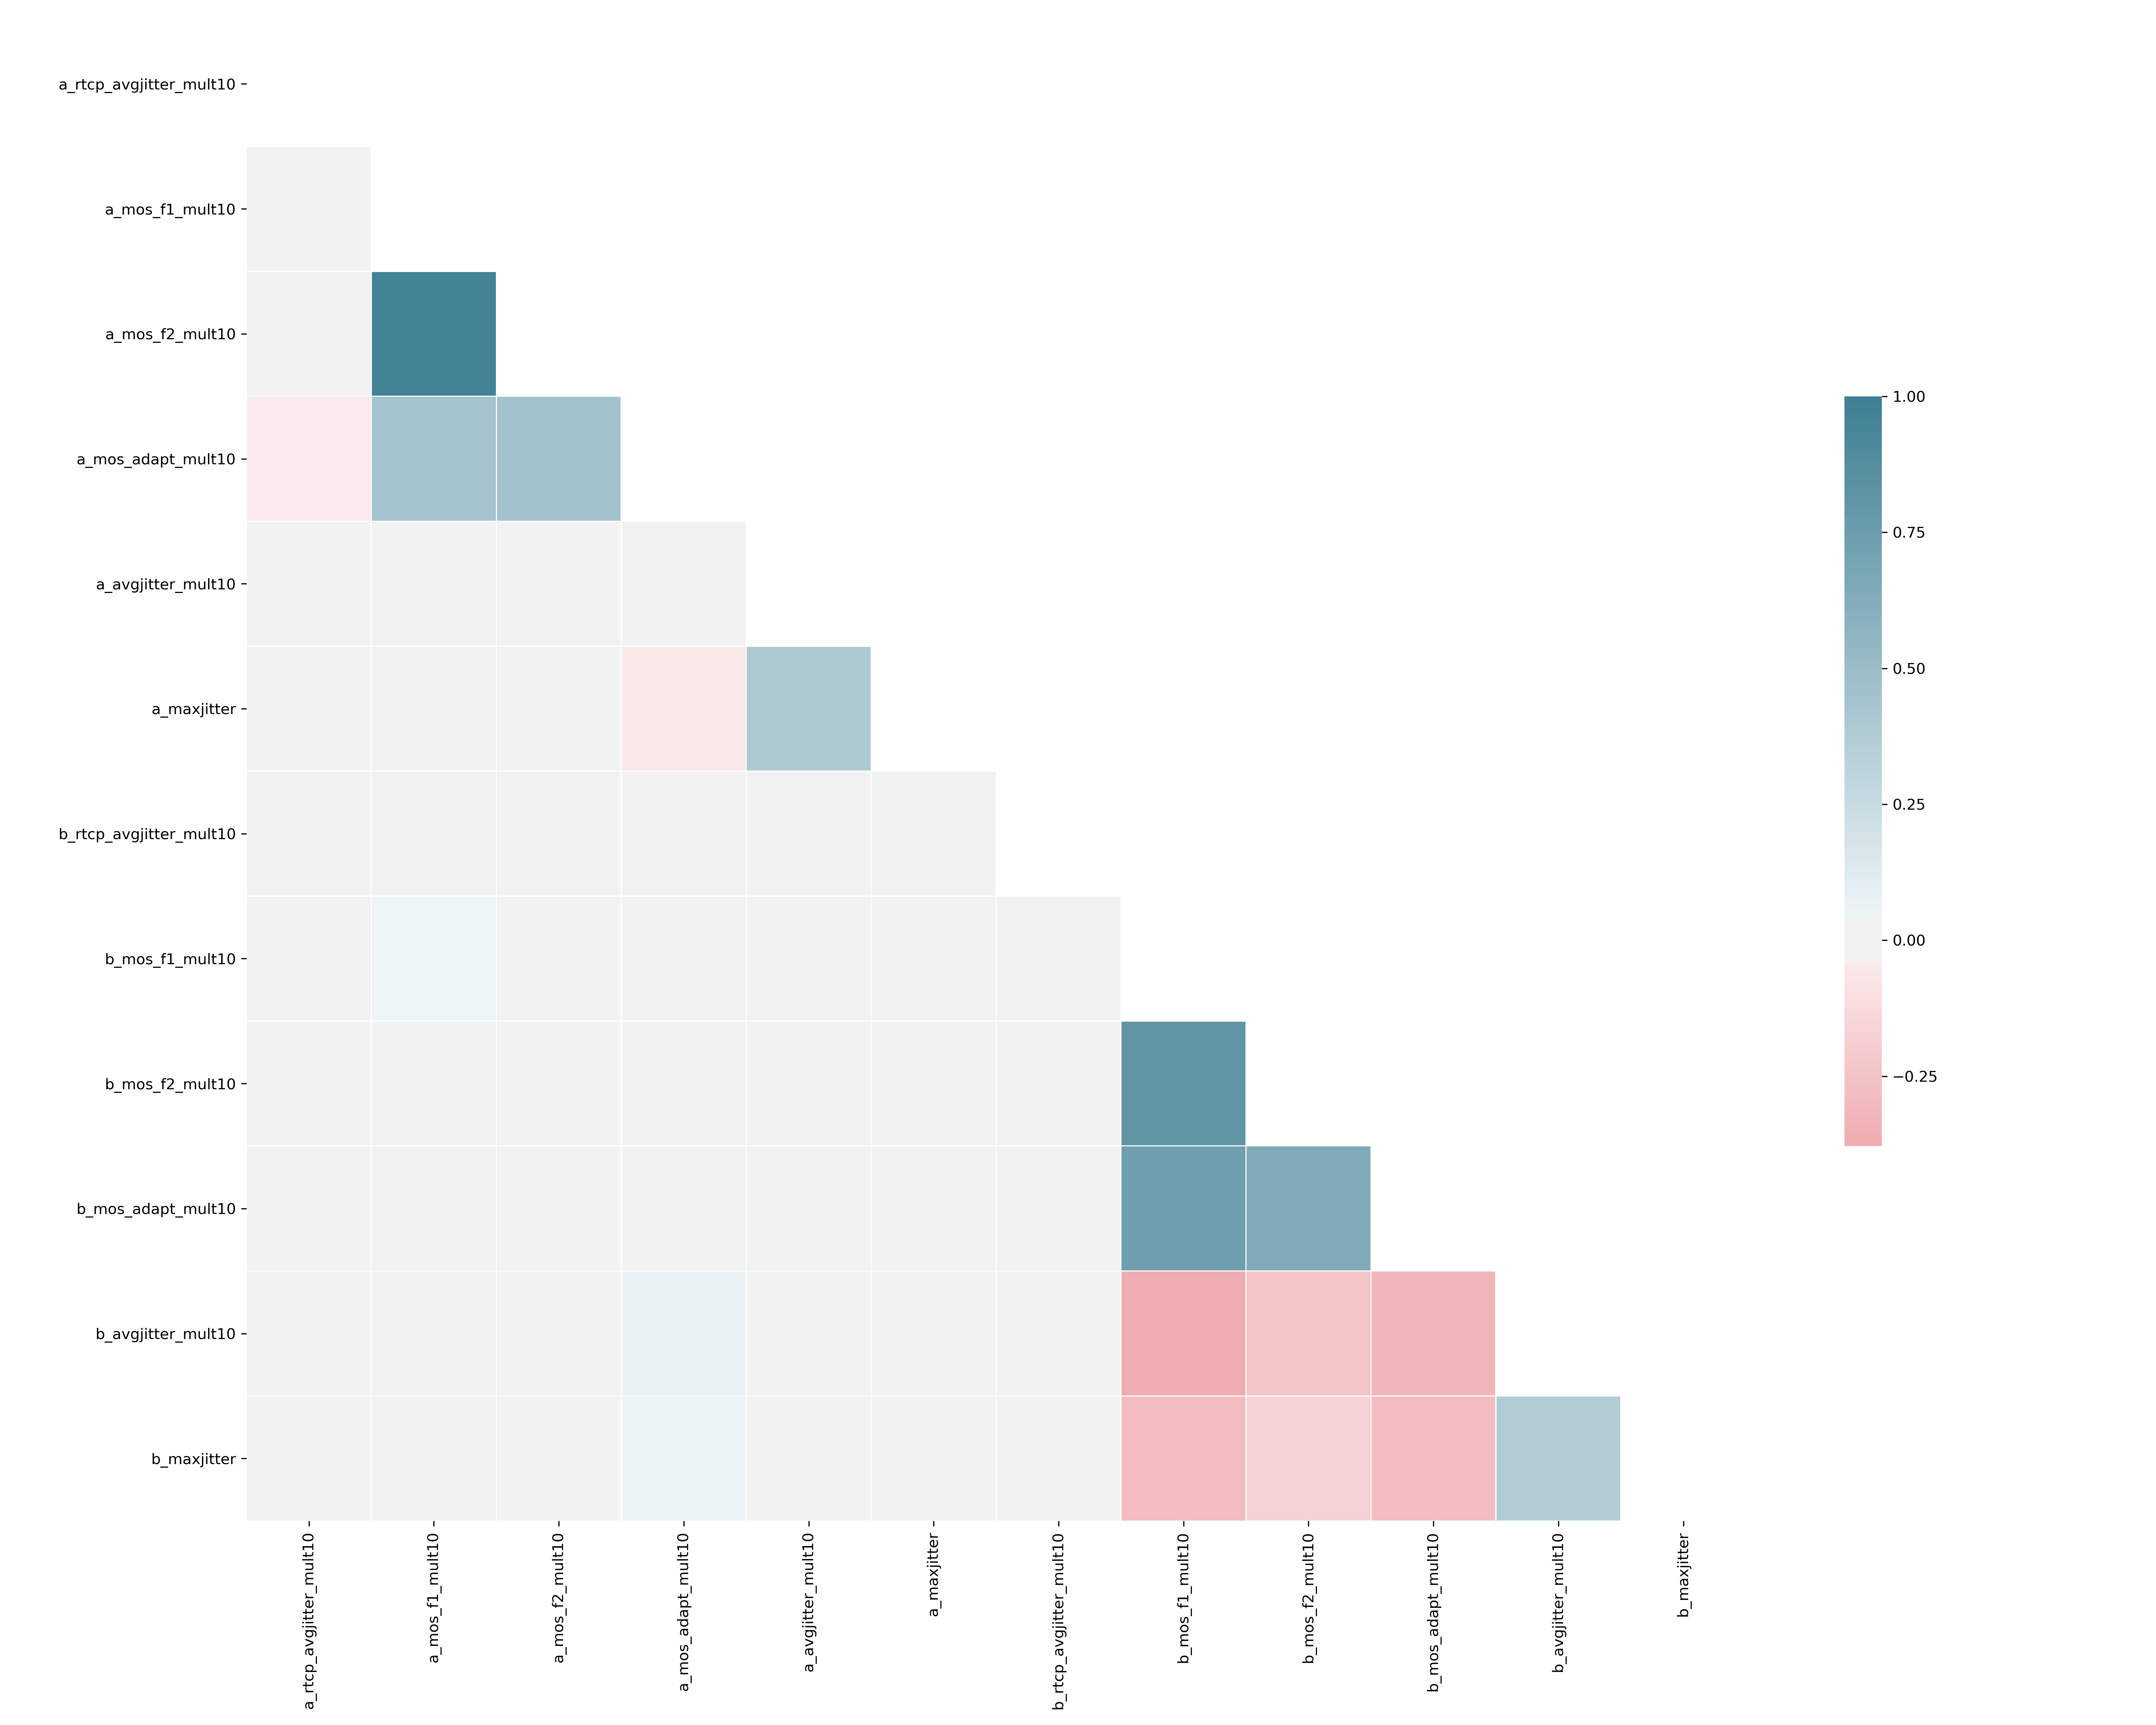 a_rtcp_avgjitter_mult10
a_mos_f1_mult10
a_mos_f2_mult10
a_mos_adapt_mult10
a_avgjitter_mult10
a_maxjitter
b_rtcp_avgjitter_mult10
b_mos_f1_mult10
b_mos_f2_mult10
b_mos_adapt_mult10
b_avgjitter_mult10
b_maxjitter
a_rtcp_avgjitter_mult10
a_mos_f1_mult10
a_mos_f2_mult10
a_mos_adapt_mult10
a_avgjitter_mult10
a_maxjitter
b_rtcp_avgjitter_mult10
b_mos_f1_mult10
b_mos_f2_mult10
b_mos_adapt_mult10
b_avgjitter_mult10
b_maxjitter
1.00
0.75
0.50
0.25
0.00
−0.25